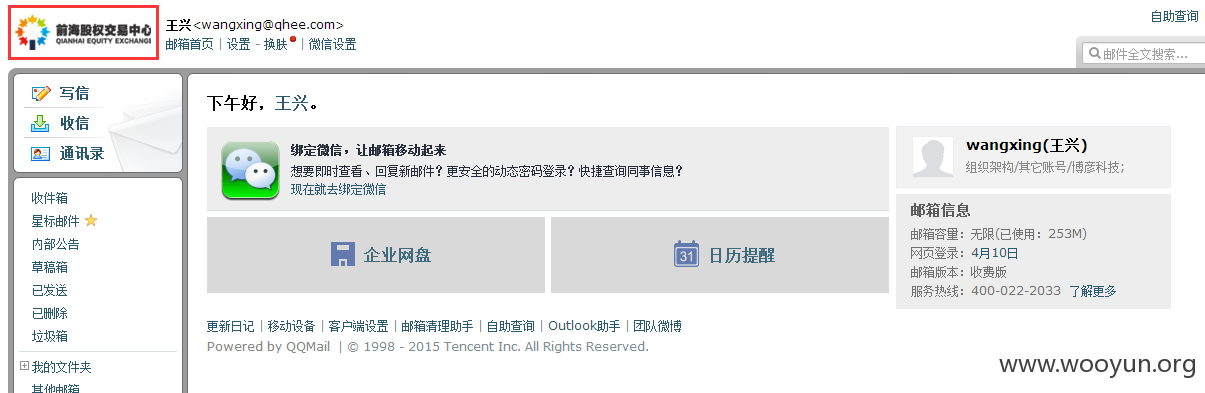 前海股权交易中心
QIANHAI EQUITY EXCHANGE
王兴<wangxing@qhee.com>
邮箱首页 | 设置 - 换肤 | 微信设置
自助查询
邮件全文搜索...
写信
收信
通讯录
收件箱
星标邮件
内部公告
草稿箱
已发送
已删除
垃圾箱
我的文件夹
其他邮箱
下午好，王兴。
绑定微信，让邮箱移动起来
想要即时查看、回复新邮件？更安全的动态密码登录？快捷查询同事信息？
现在就去绑定微信
企业网盘
31
日历提醒
wangxing(王兴)
组织架构/其它账号/博彦科技;
邮箱信息
邮箱容量：无限(已使用：253M)
网页登录：4月10日
邮箱版本：收费版
服务热线：400-022-2033 了解更多
更新日记 | 移动设备 | 客户端设置 | 邮箱清理助手 | 自助查询 | Outlook助手 | 团队微博
Powered by QQMail | © 1998 - 2015 Tencent Inc. All Rights Reserved.
www.wooyun.org